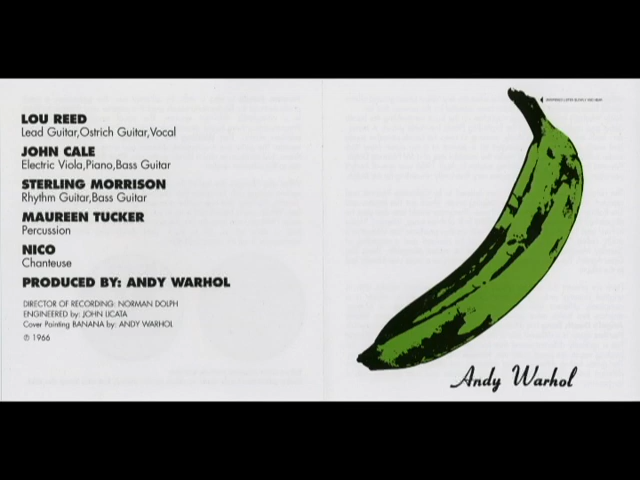 LOU REED
Lead Guitar,Ostrich Guitar,Vocal
JOHN CALE
Electric Viola,Piano,Bass Guitar
STERLING MORRISON
Rhythm Guitar,Bass Guitar
MAUREEN TUCKER
Percussion
NICO
Chanteuse
PRODUCED BY: ANDY WARHOL
DIRECTOR OF RECORDING: NORMAN DOLPH
ENGINEERED by: JOHN LICATA
Cover Painting BANANA by: ANDY WARHOL
℗ 1966
Andy Warhol